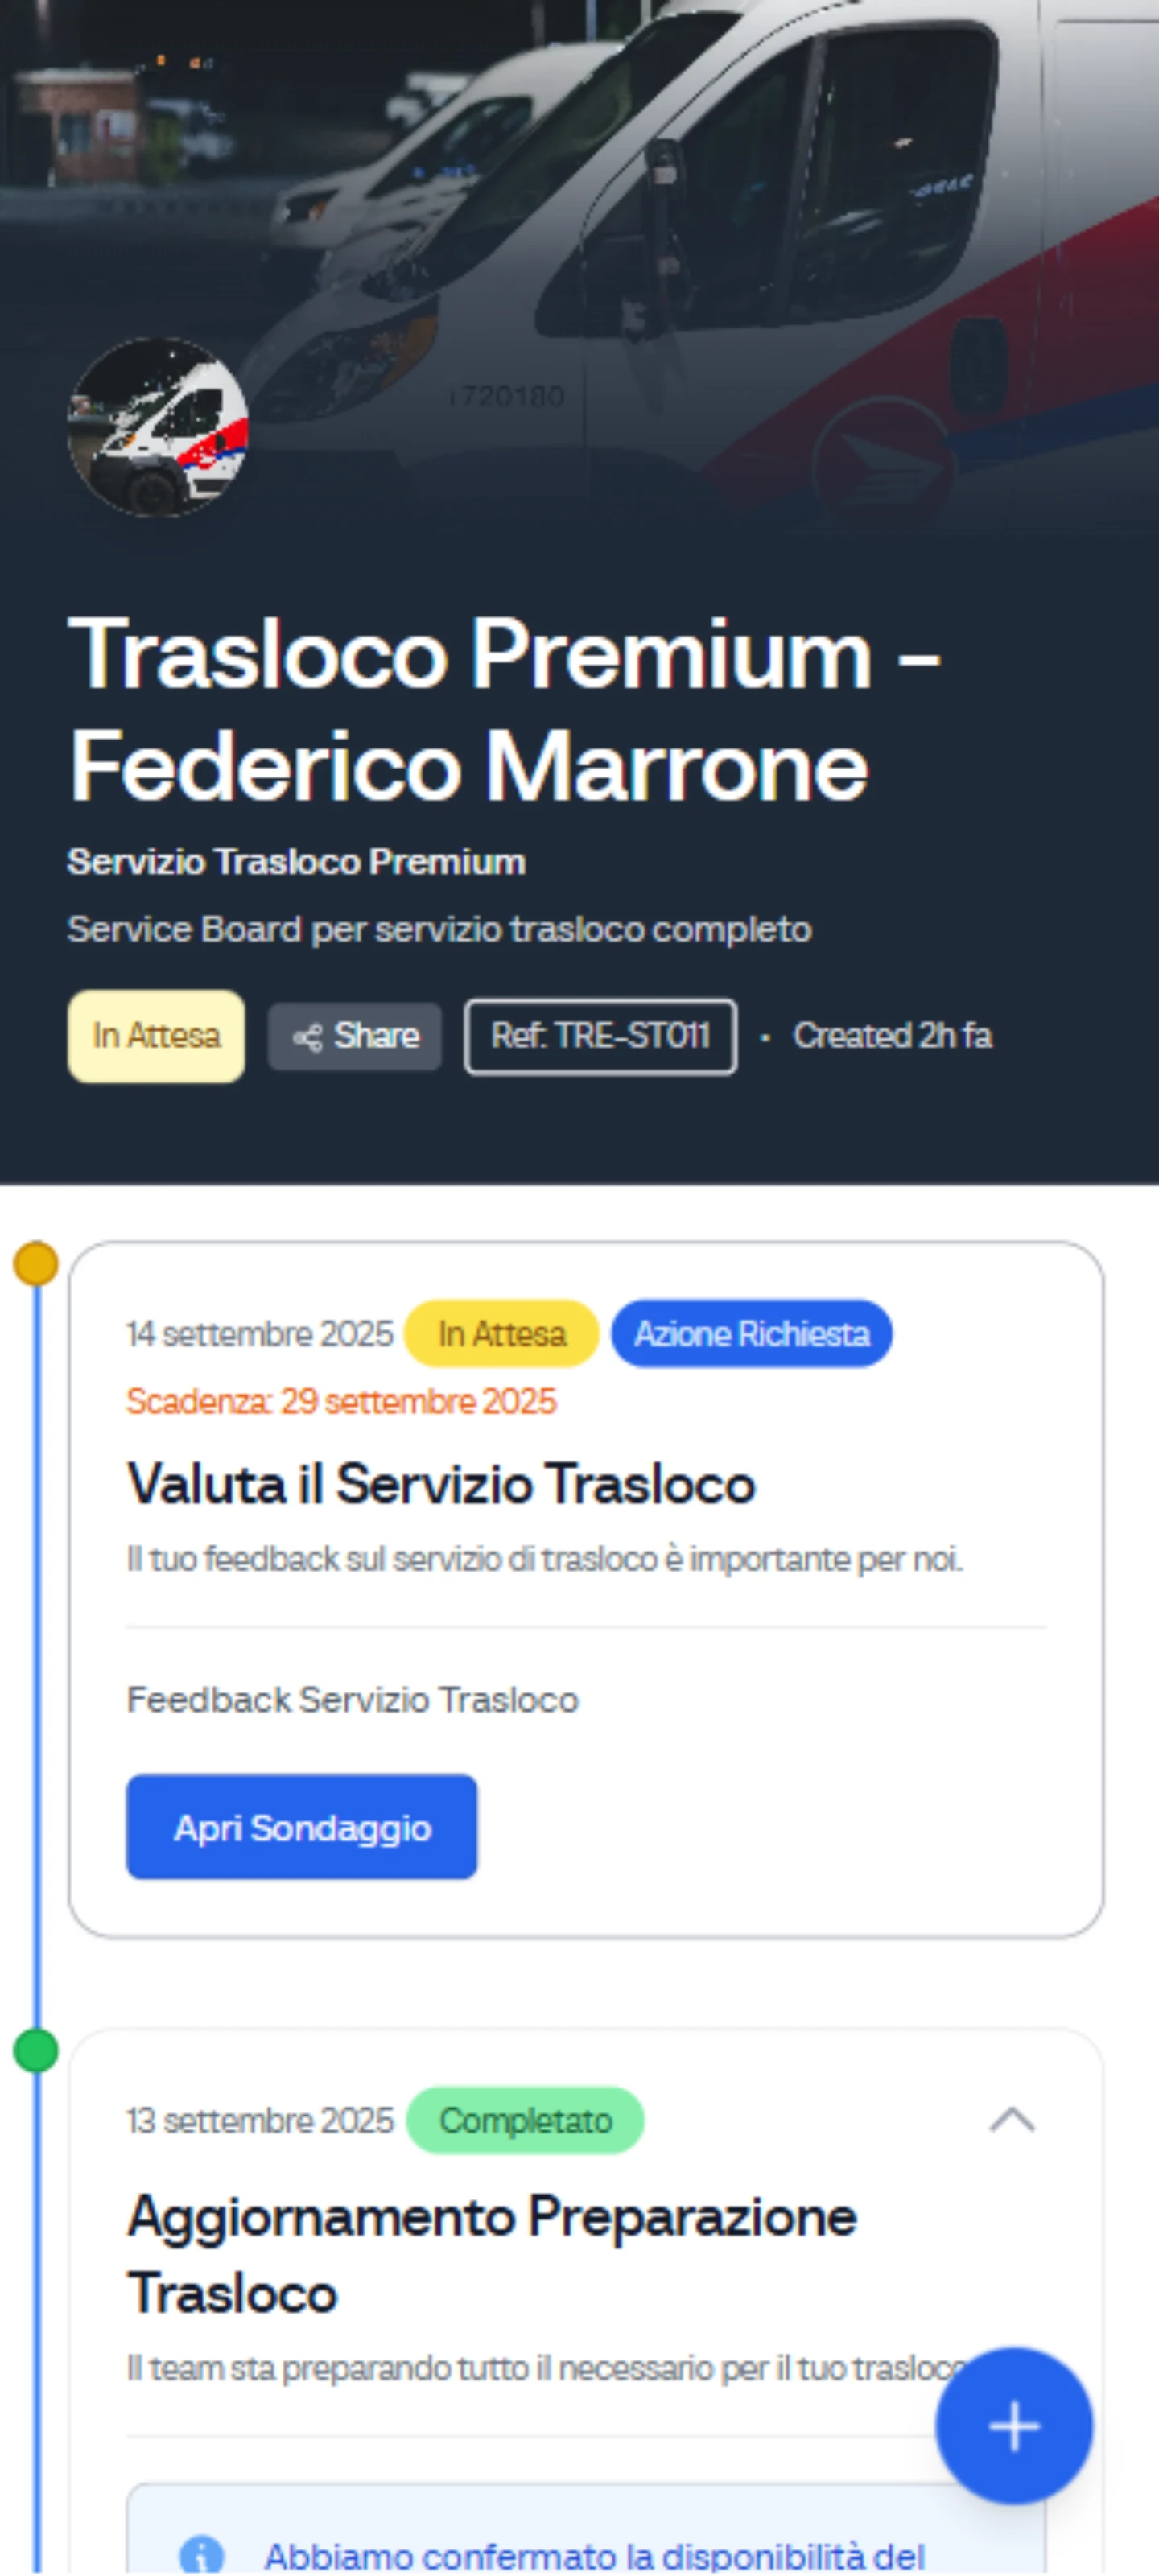 1720180
Trasloco Premium -
Federico Marrone
Servizio Trasloco Premium
Service Board per servizio trasloco completo
In Attesa
Share
Ref: TRE-ST011
• Created 2h fa
14 settembre 2025
In Attesa
Azione Richiesta
Scadenza: 29 settembre 2025
Valuta il Servizio Trasloco
Il tuo feedback sul servizio di trasloco è importante per noi.
Feedback Servizio Trasloco
Apri Sondaggio
13 settembre 2025
Completato
Aggiornamento Preparazione
Trasloco
Il team sta preparando tutto il necessario per il tuo trasloco
Abbiamo confermato la disponibilità del